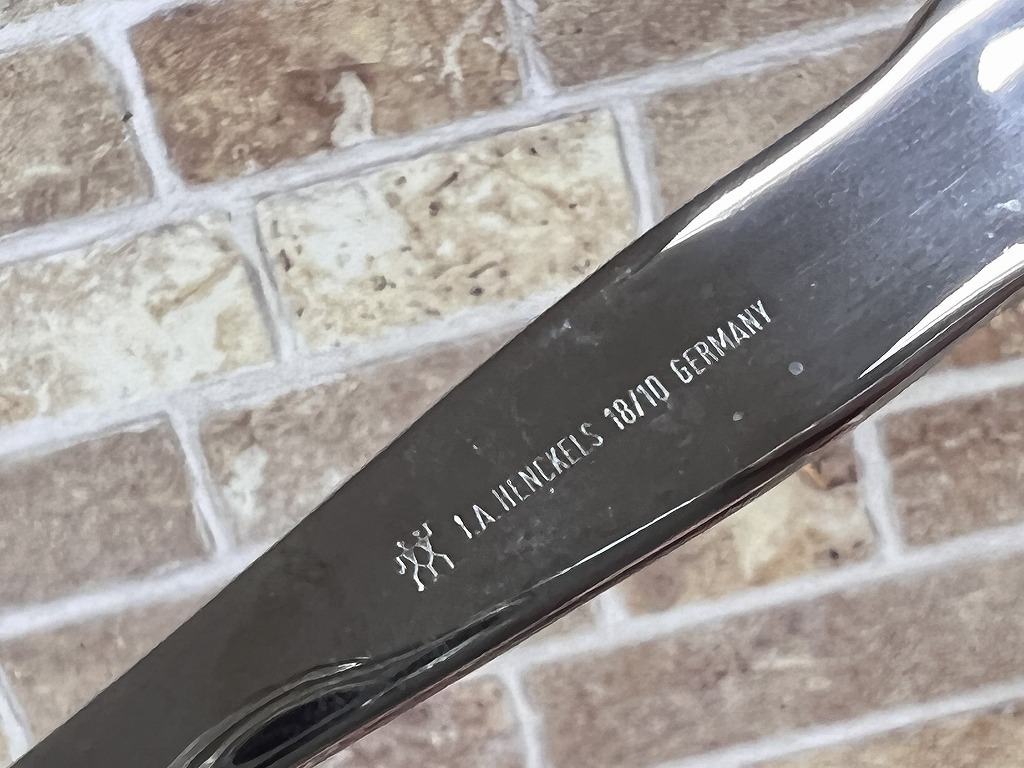 J.A. HENCKELS 18/10 GERMANY